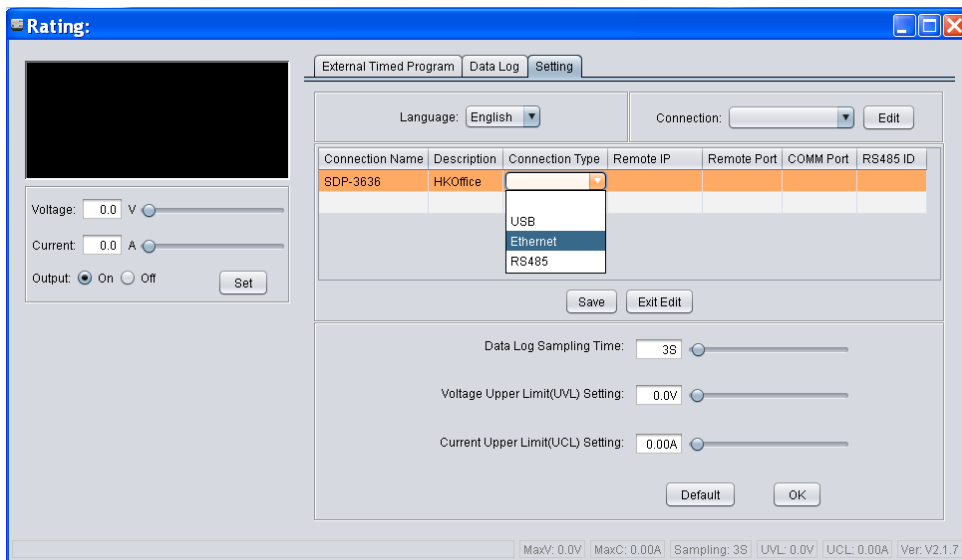 Rating:
External Timed Program Data Log Setting
Language: English Connection: Edit
Connection Name Description Connection Type Remote IP Remote Port COMM Port RS485 ID
SDP-3636 HKOffice
USB
Ethernet
RS485
Save Exit Edit
Voltage: 0.0 V
Current: 0.0 A
Output: On Off Set
Data Log Sampling Time: 3S
Voltage Upper Limit(UVL) Setting: 0.0V
Current Upper Limit(UCL) Setting: 0.00A
Default OK
MaxV: 0.0V MaxC: 0.00A Sampling: 3S UVL: 0.0V UCL: 0.00A Ver: V2.1.7